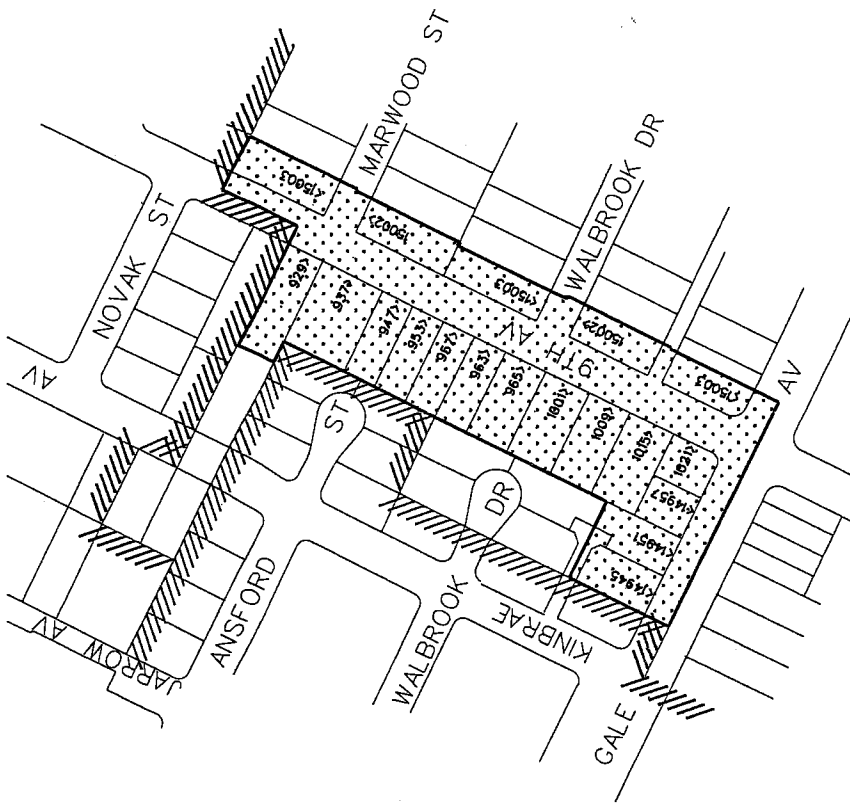 MARWOOD ST
WALBROOK DR
NOVAK ST
AV
<15003
15002>
<15003
15002>
<15003
9TH AV
929>
937>
947>
953>
957>
963>
965>
1001>
1009>
1015>
1021>
<14957
<14951
<14945
AV
ST
DR
ANSFORD
WALBROOK
KINBRAE
JARROW AV
GALE